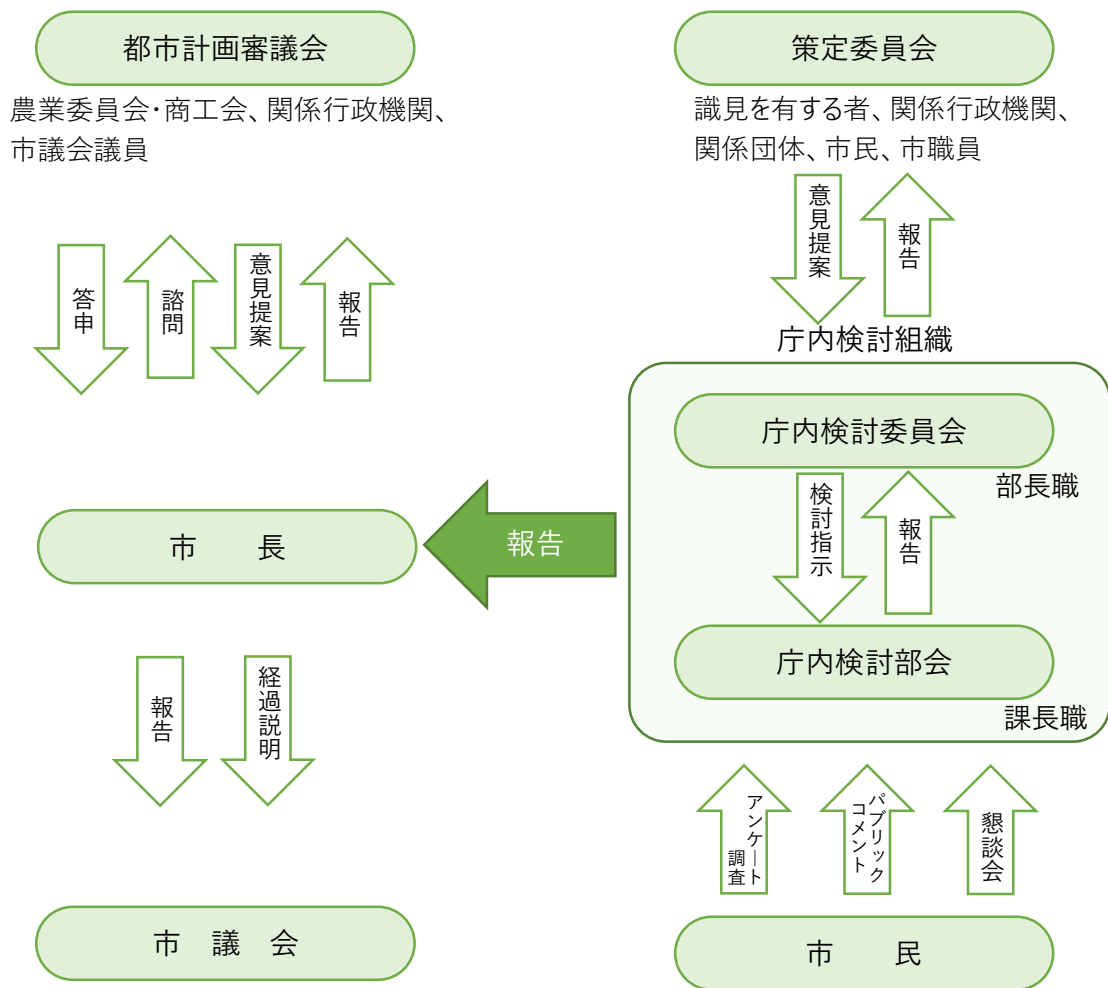 都市計画審議会
農業委員会・商工会、関係行政機関、
市議会議員
答申
諮問
意見提案
報告
市　長
報告
経過説明
市　議　会
策定委員会
識見を有する者、関係行政機関、
関係団体、市民、市職員
意見提案
報告
庁内検討組織
庁内検討委員会
部長職
検討指示
報告
庁内検討部会
課長職
報告
アンケート
調査
パブリック
コメント
懇談会
市　　民